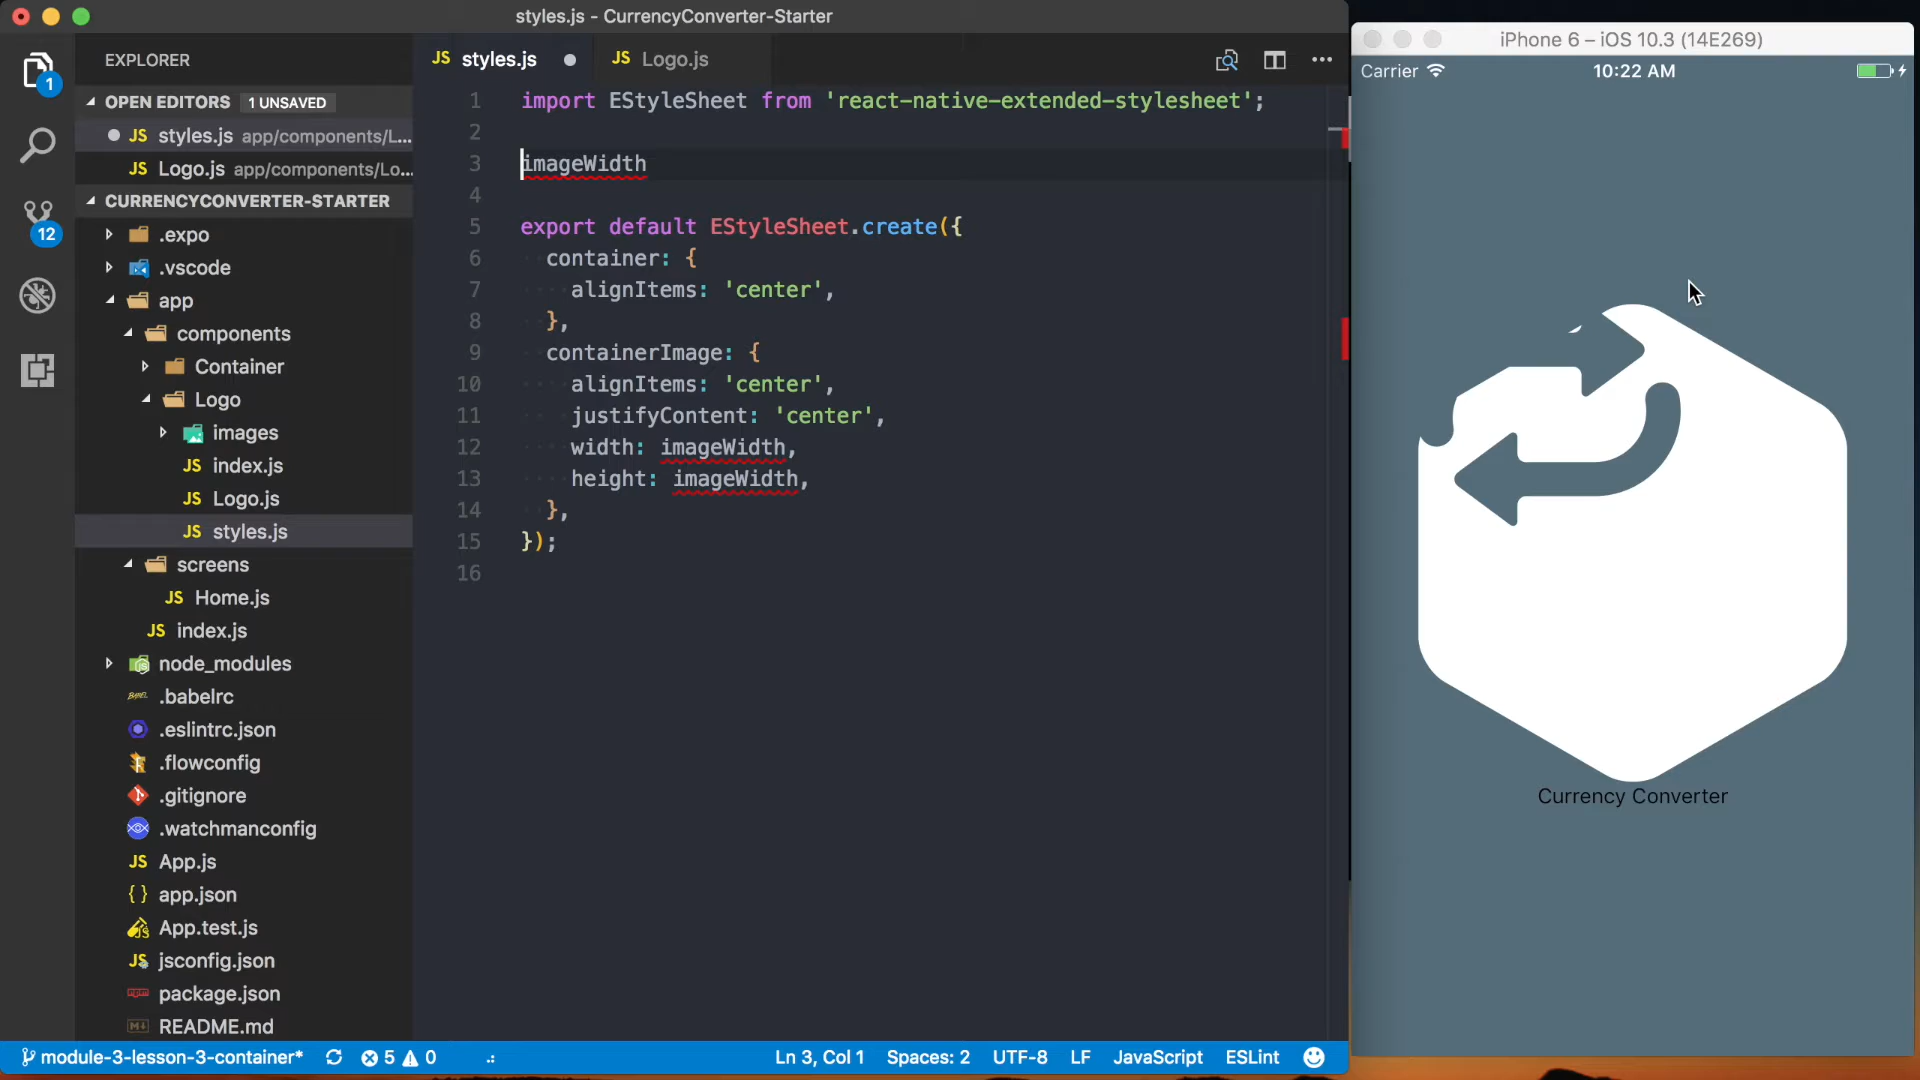 styles.js - CurrencyConverter-Starter
EXPLORER
OPEN EDITORS 1 UNSAVED
JS styles.js app/components/L...
JS Logo.js app/components/Lo...
CURRENCYCONVERTER-STARTER
.expo
.vscode
app
components
Container
Logo
images
JS index.js
JS Logo.js
JS styles.js
screens
JS Home.js
JS index.js
node_modules
.babelrc
.eslintrc.json
.flowconfig
.gitignore
.watchmanconfig
JS App.js
{ } app.json
App.test.js
JS jsconfig.json
package.json
README.md
1
12
JS styles.js
JS Logo.js
1 import EStyleSheet from 'react-native-extended-stylesheet';
2
3 imageWidth
4
5 export default EStyleSheet.create({
6 container: {
7 alignItems: 'center',
8 },
9 containerImage: {
10 alignItems: 'center',
11 justifyContent: 'center',
12 width: imageWidth,
13 height: imageWidth,
14 },
15 });
16
module-3-lesson-3-container* 5 0
Ln 3, Col 1 Spaces: 2 UTF-8 LF JavaScript ESLint
iPhone 6 – iOS 10.3 (14E269)
Carrier 10:22 AM
Currency Converter